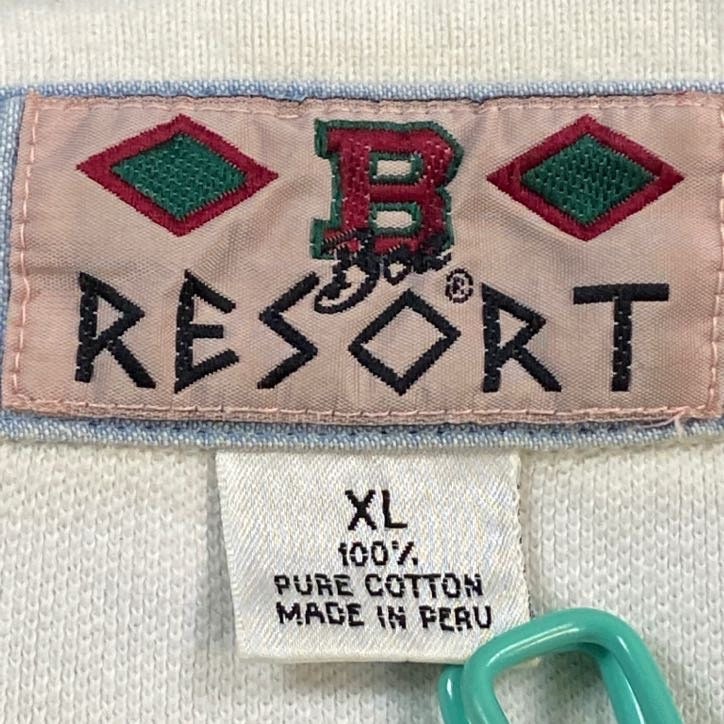 B
RESORT
®
XL
100%
PURE COTTON
MADE IN PERU